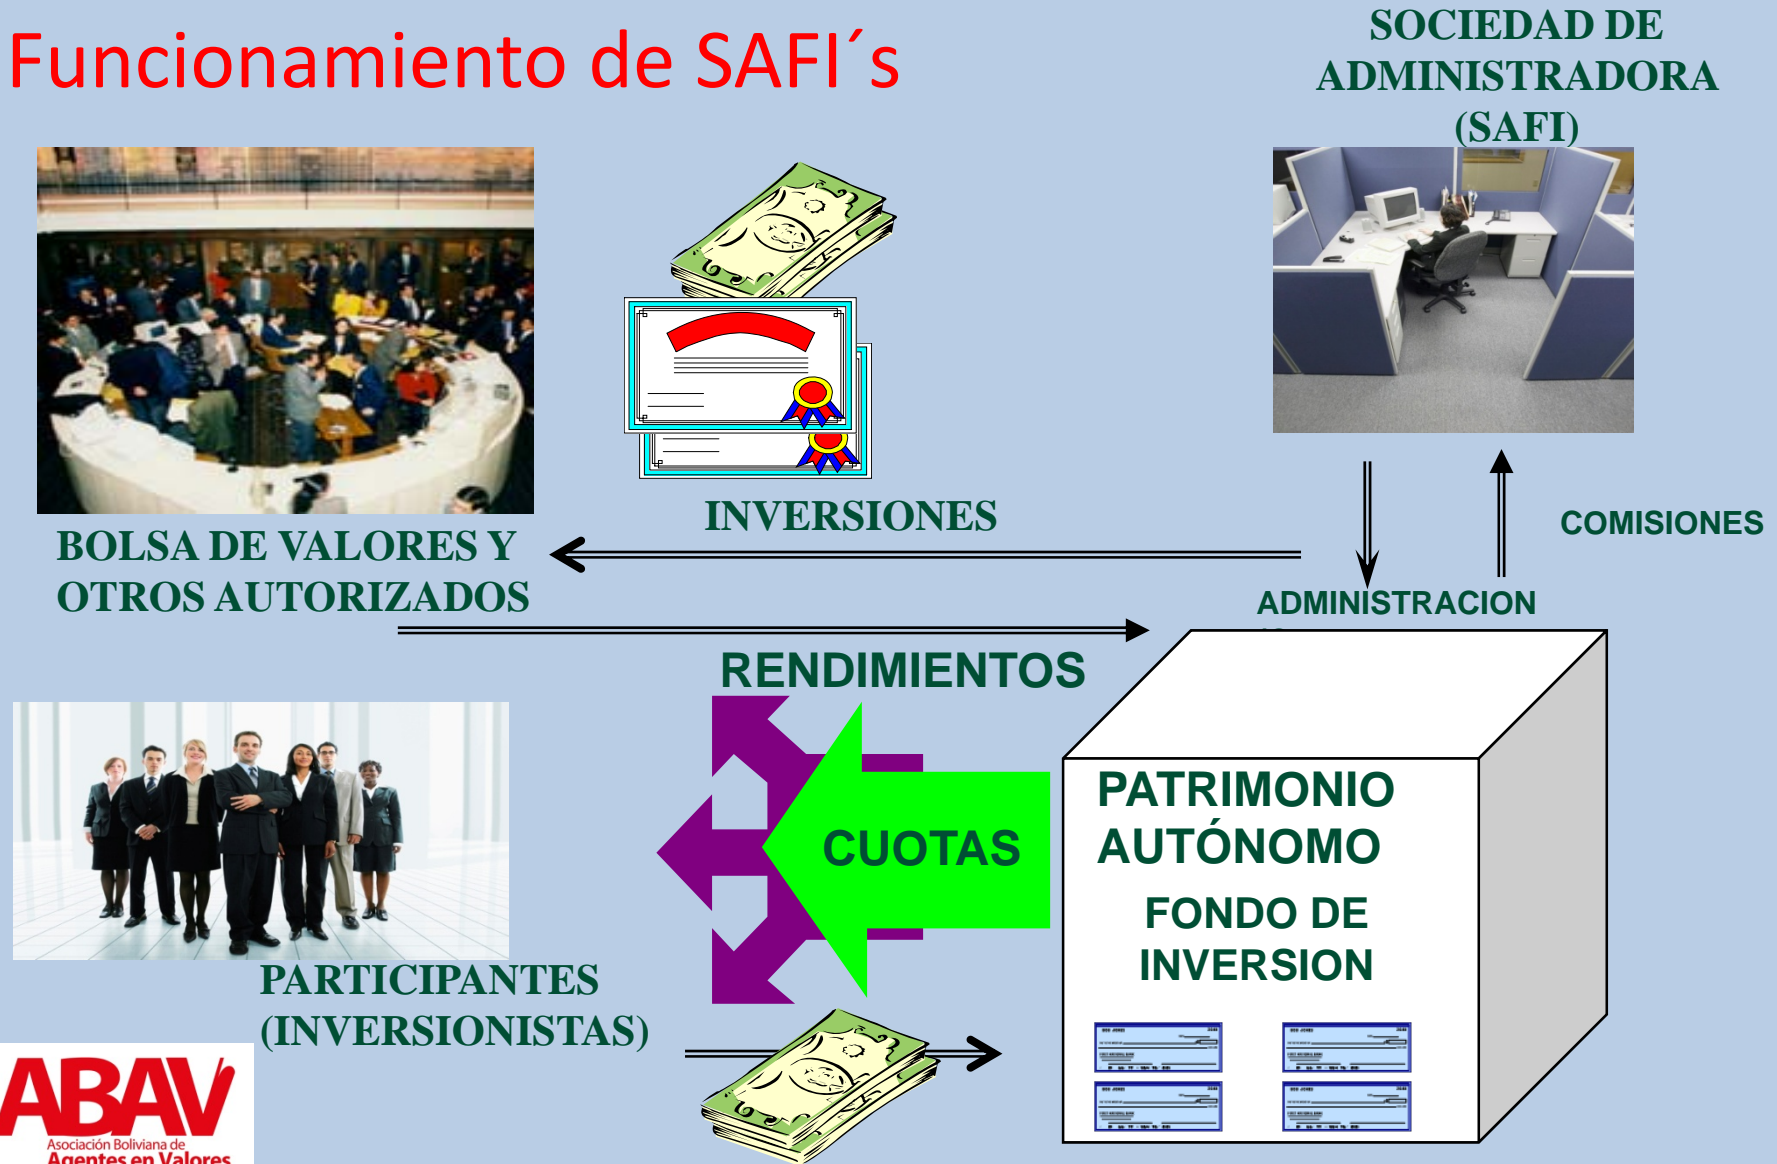 Funcionamiento de SAFI´s
SOCIEDAD DE
ADMINISTRADORA
(SAFI)
INVERSIONES
COMISIONES
BOLSA DE VALORES Y
OTROS AUTORIZADOS
ADMINISTRACION
RENDIMIENTOS
CUOTAS
PATRIMONIO
AUTÓNOMO
FONDO DE
INVERSION
PARTICIPANTES
(INVERSIONISTAS)
ABAV
Asociación Boliviana de
Agentes en Valores